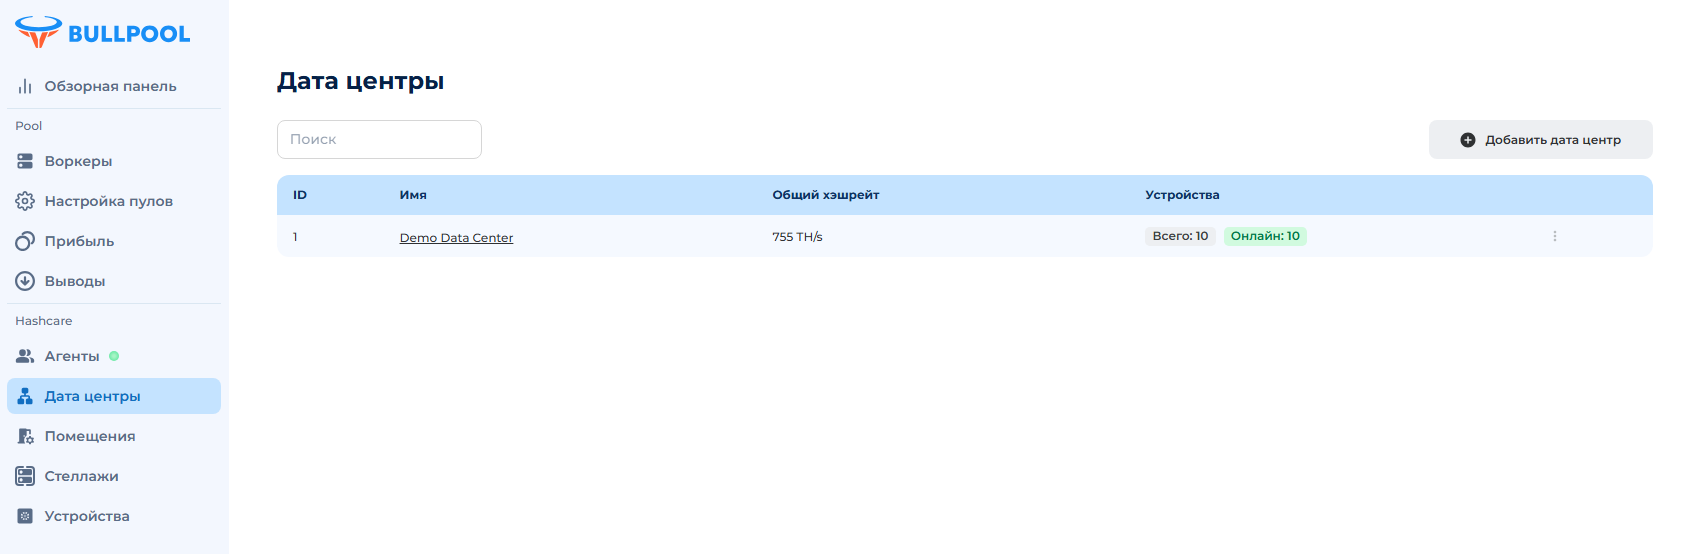 BULLPOOL
Обзорная панель
Pool
Воркеры
Настройка пулов
Прибыль
Выводы
Hashcare
Агенты
Дата центры
Помещения
Стеллажи
Устройства
Дата центры
Поиск
Добавить дата центр
ID Имя Общий хэшрейт Устройства
1 Demo Data Center 755 TH/s Всего: 10 Онлайн: 10